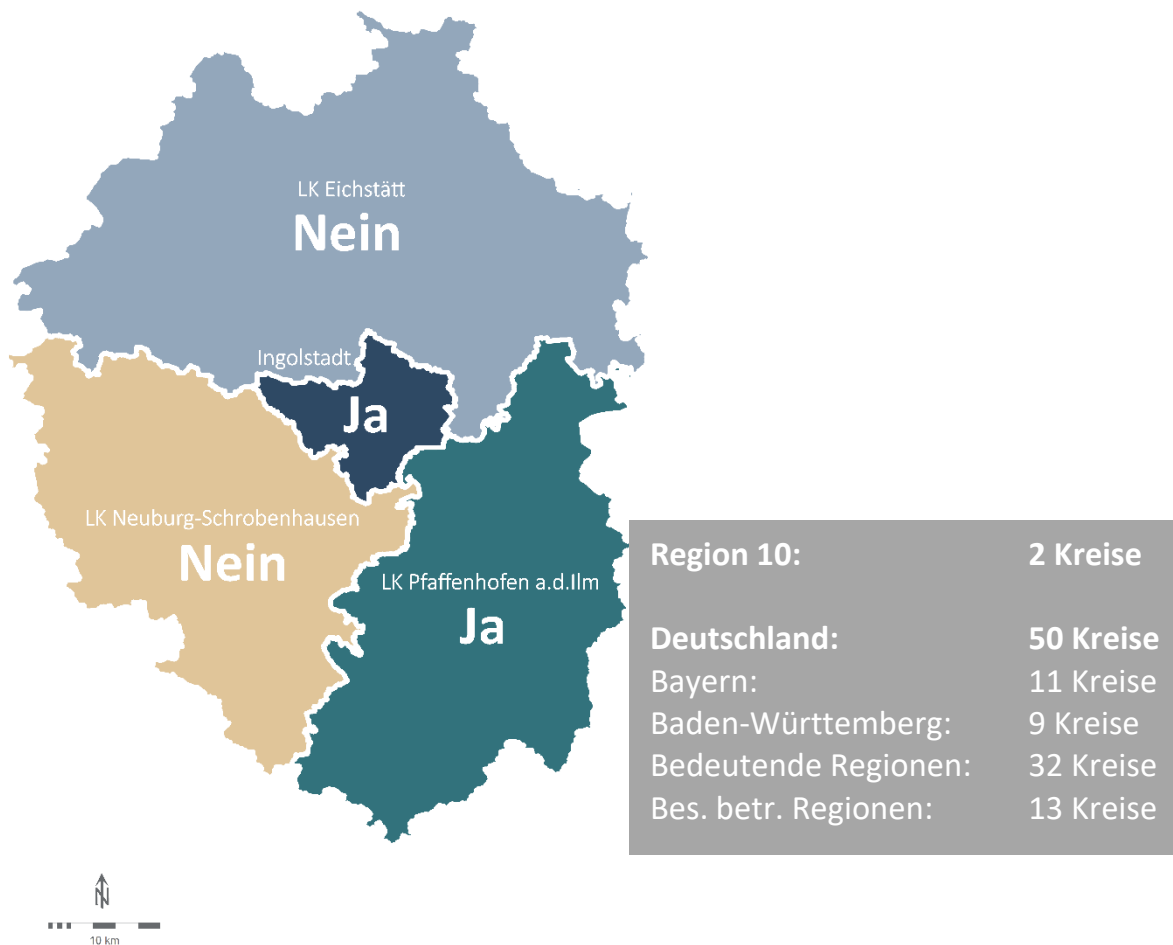 LK Eichstätt
Nein
Ingolstadt
Ja
LK Neuburg-Schrobenhausen
Nein
LK Pfaffenhofen a.d.Ilm
Ja
Region 10: 2 Kreise
Deutschland: 50 Kreise
Bayern: 11 Kreise
Baden-Württemberg: 9 Kreise
Bedeutende Regionen: 32 Kreise
Bes. betr. Regionen: 13 Kreise
N
10 km